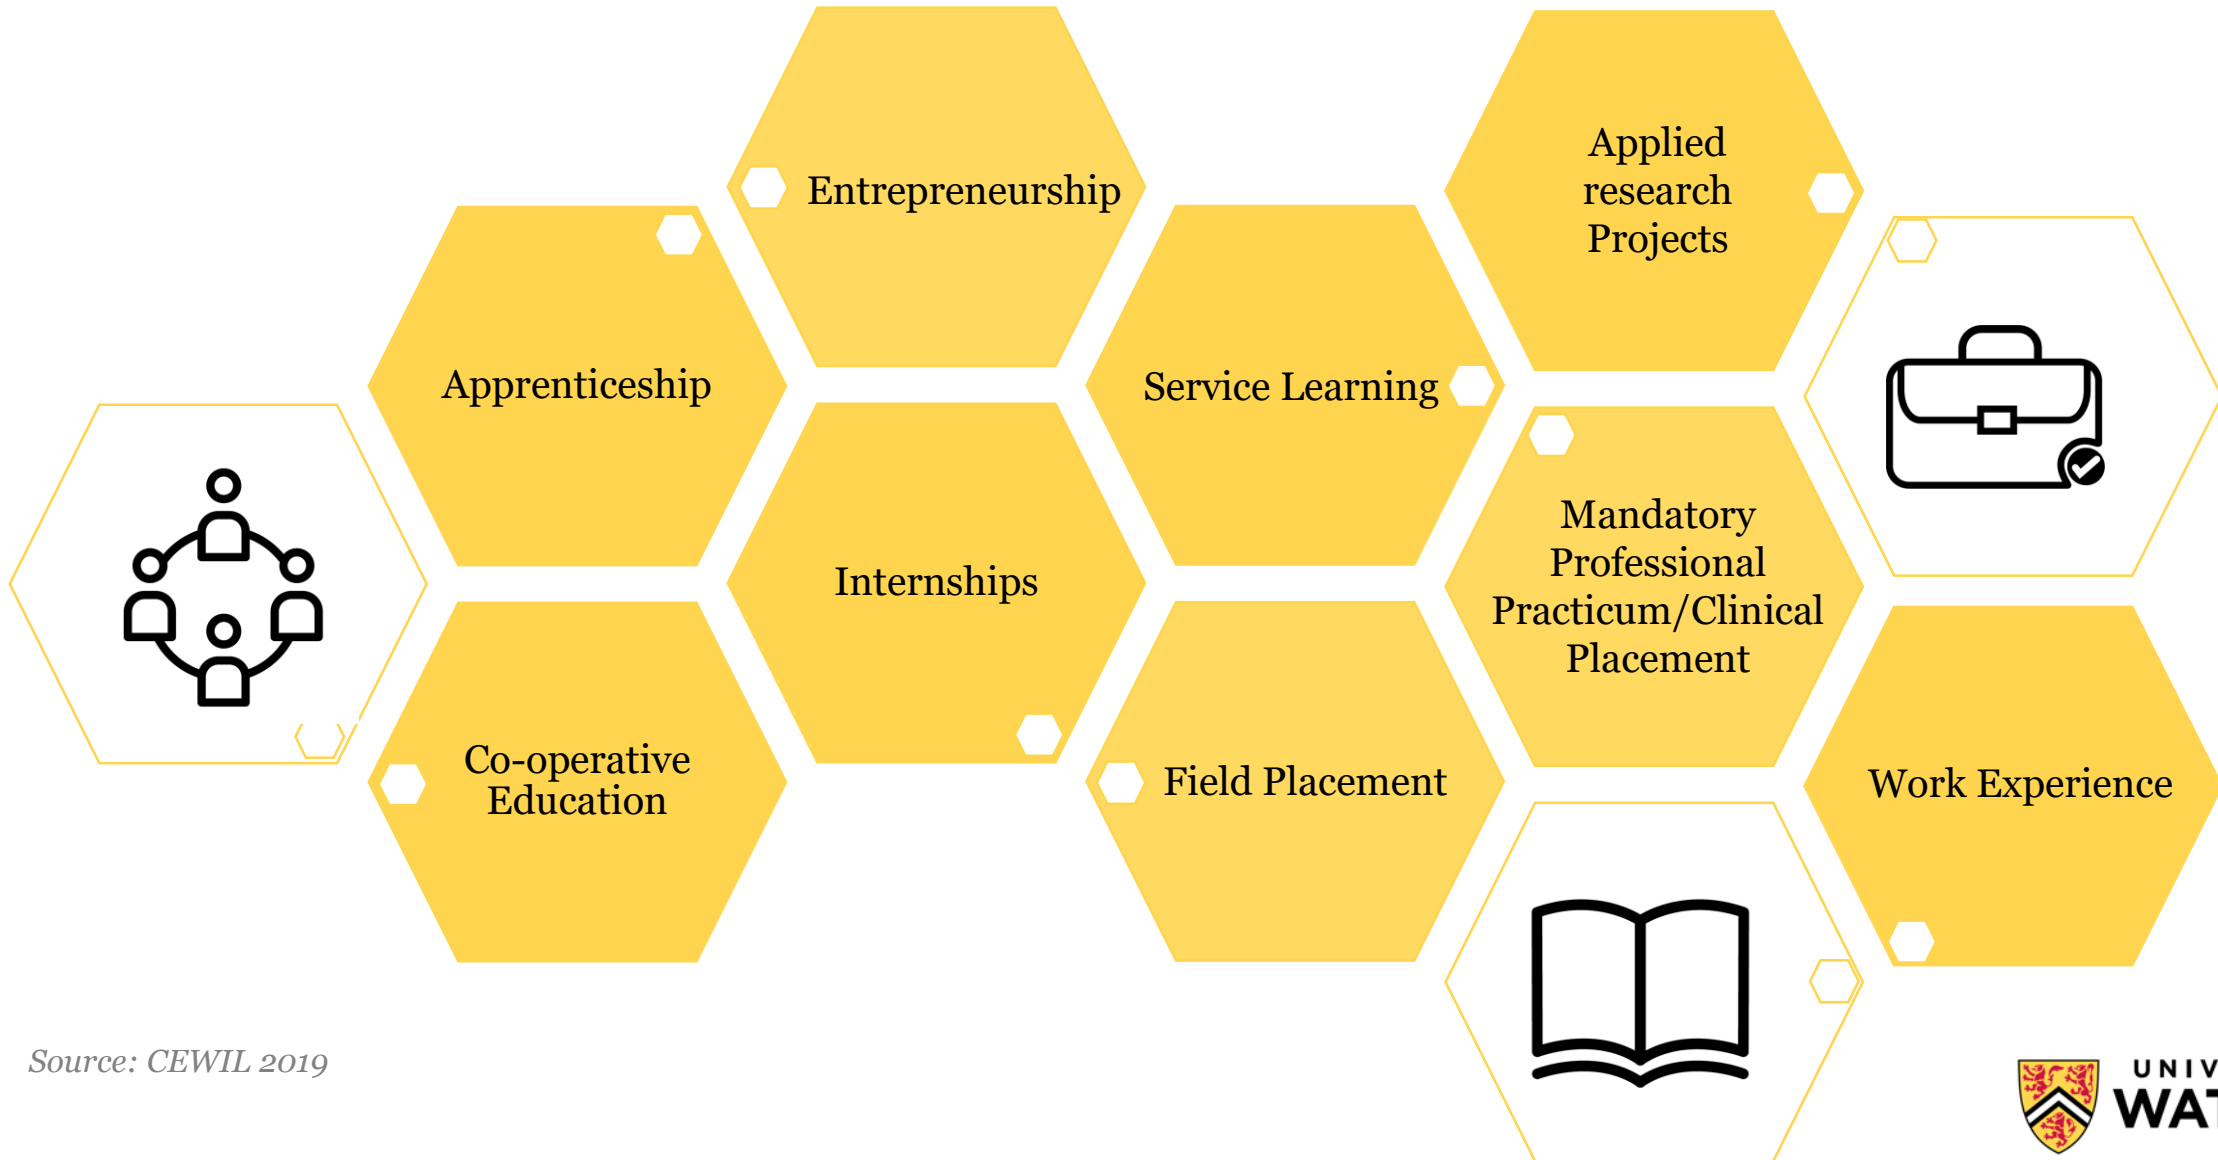 Entrepreneurship
Applied
research
Projects
Apprenticeship
Service Learning
Internships
Mandatory
Professional
Practicum/Clinical
Placement
Co-operative
Education
Field Placement
Work Experience
Source: CEWIL 2019
UNIV
WAT